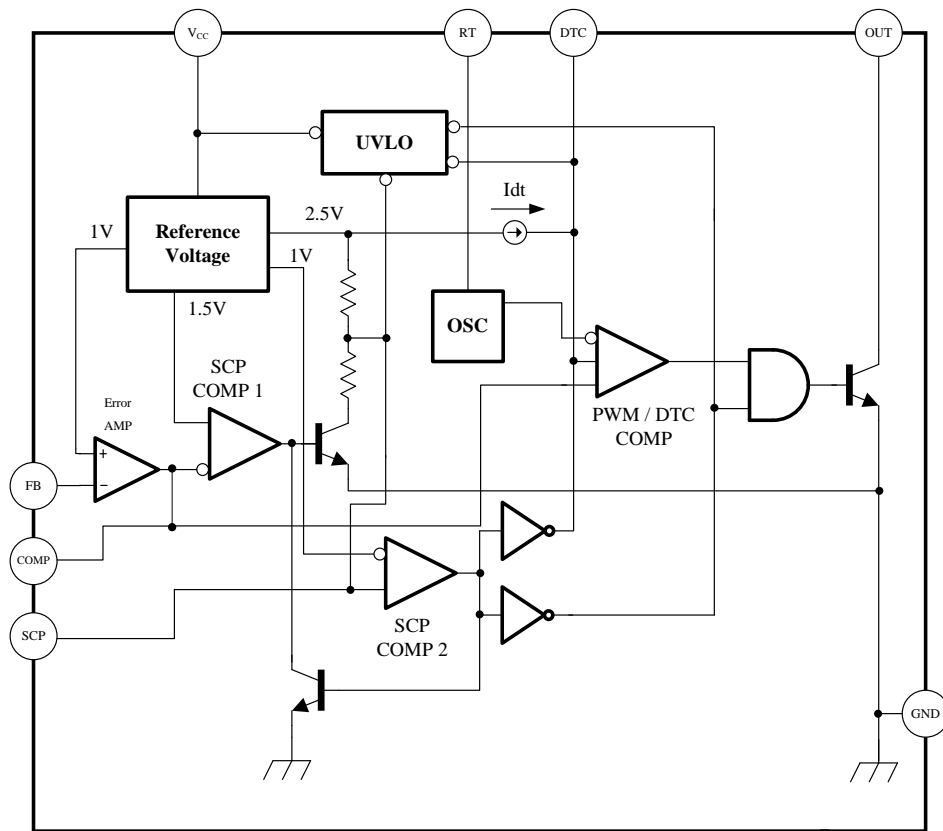 VCC
RT
DTC
OUT
UVLO
Idt
2.5V
1V
Reference
Voltage
1V
1.5V
OSC
SCP
COMP 1
PWM / DTC
COMP
Error
AMP
+
−
FB
COMP
SCP
SCP
COMP 2
GND